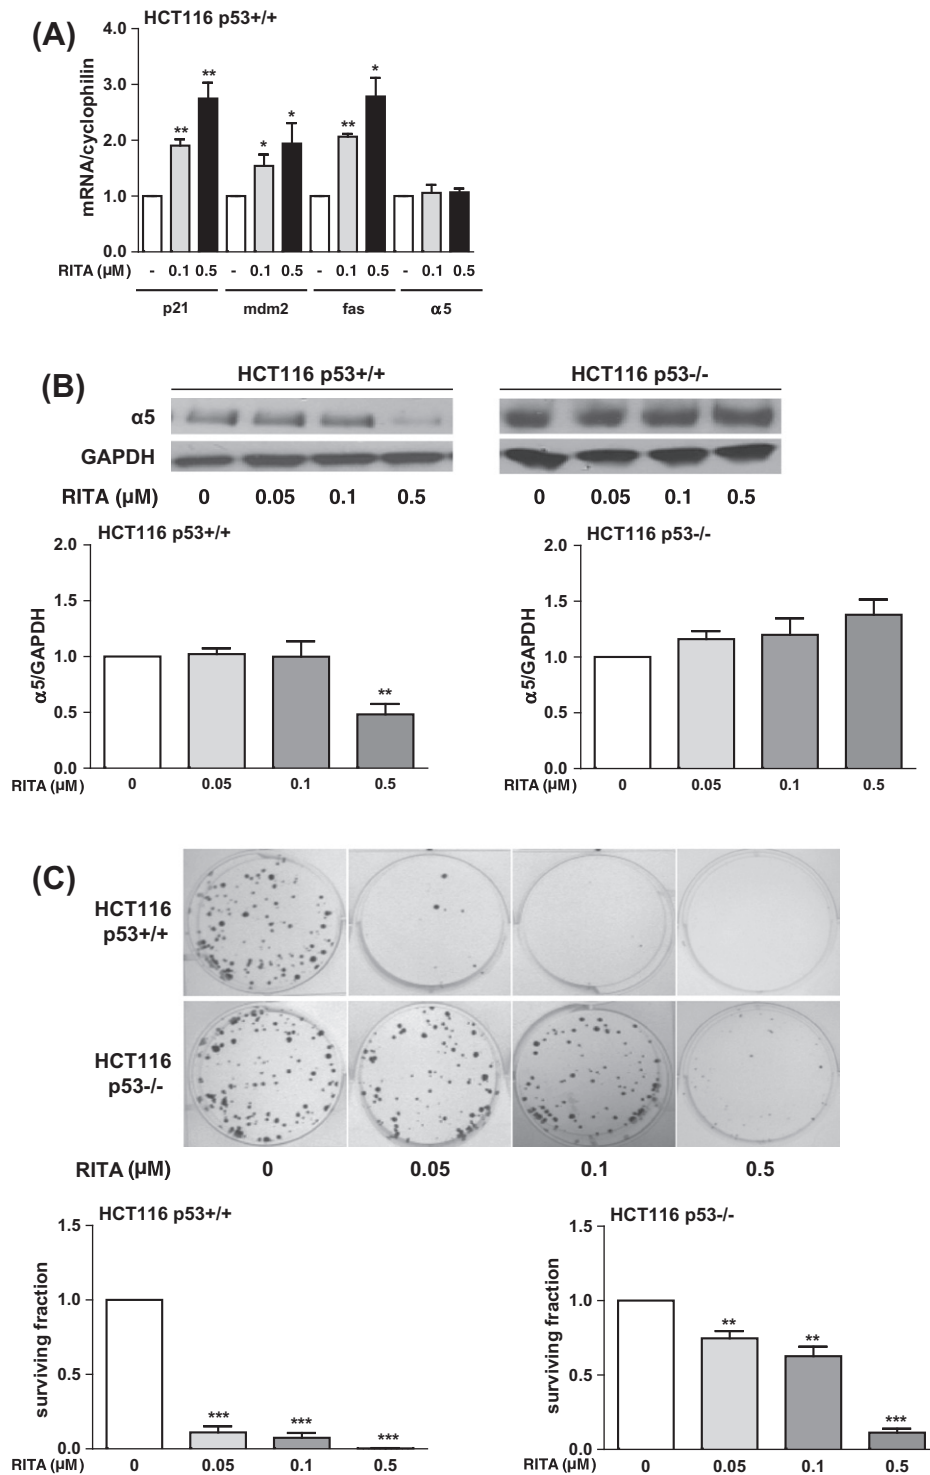 (A)
HCT116 p53+/+
4.0
3.0
2.0
1.0
0.0
mRNA/cyclophilin
** ** * * ** *
RITA (µM) - 0.1 0.5 - 0.1 0.5 - 0.1 0.5 - 0.1 0.5
p21 mdm2 fas α5
(B)
HCT116 p53+/+ HCT116 p53-/-
α5
GAPDH
RITA (µM) 0 0.05 0.1 0.5 0 0.05 0.1 0.5
HCT116 p53+/+
2.0
1.5
1.0
0.5
0.0
α5/GAPDH
**
RITA (µM) 0 0.05 0.1 0.5
HCT116 p53-/-
2.0
1.5
1.0
0.5
0.0
α5/GAPDH
RITA (µM) 0 0.05 0.1 0.5
(C)
HCT116
p53+/+
HCT116
p53-/-
RITA (µM) 0 0.05 0.1 0.5
HCT116 p53+/+
1.5
1.0
0.5
0.0
surviving fraction
*** *** ***
RITA (µM) 0 0.05 0.1 0.5
HCT116 p53-/-
1.5
1.0
0.5
0.0
surviving fraction
** ** ***
RITA (µM) 0 0.05 0.1 0.5